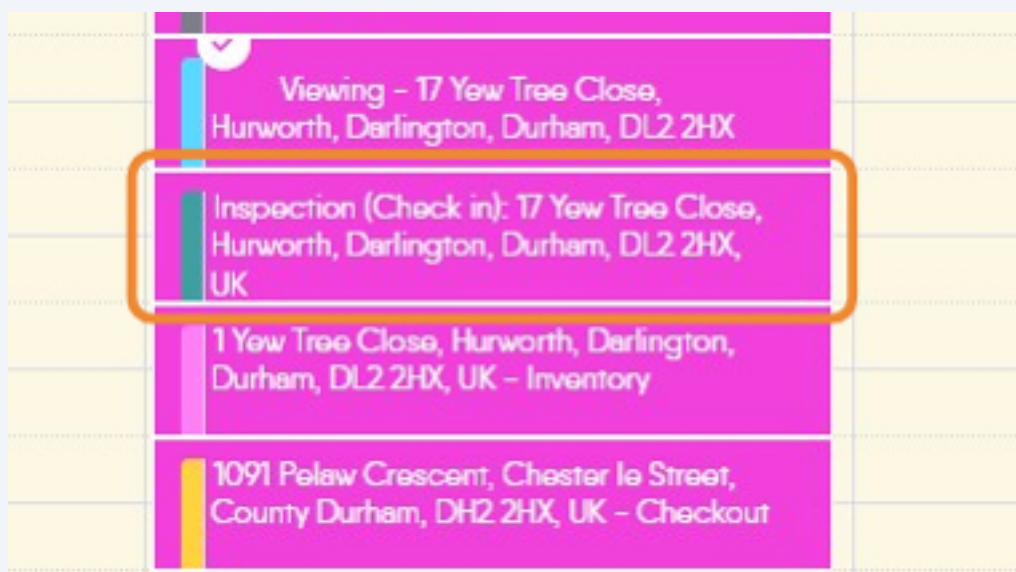 Viewing - 17 Yew Tree Close,
Hurworth, Darlington, Durham, DL2 2HX
Inspection (Check in): 17 Yew Tree Close,
Hurworth, Darlington, Durham, DL2 2HX,
UK
1 Yew Tree Close, Hurworth, Darlington,
Durham, DL2 2HX, UK - Inventory
1091 Pelaw Crescent, Chester le Street,
County Durham, DH2 2HX, UK - Checkout